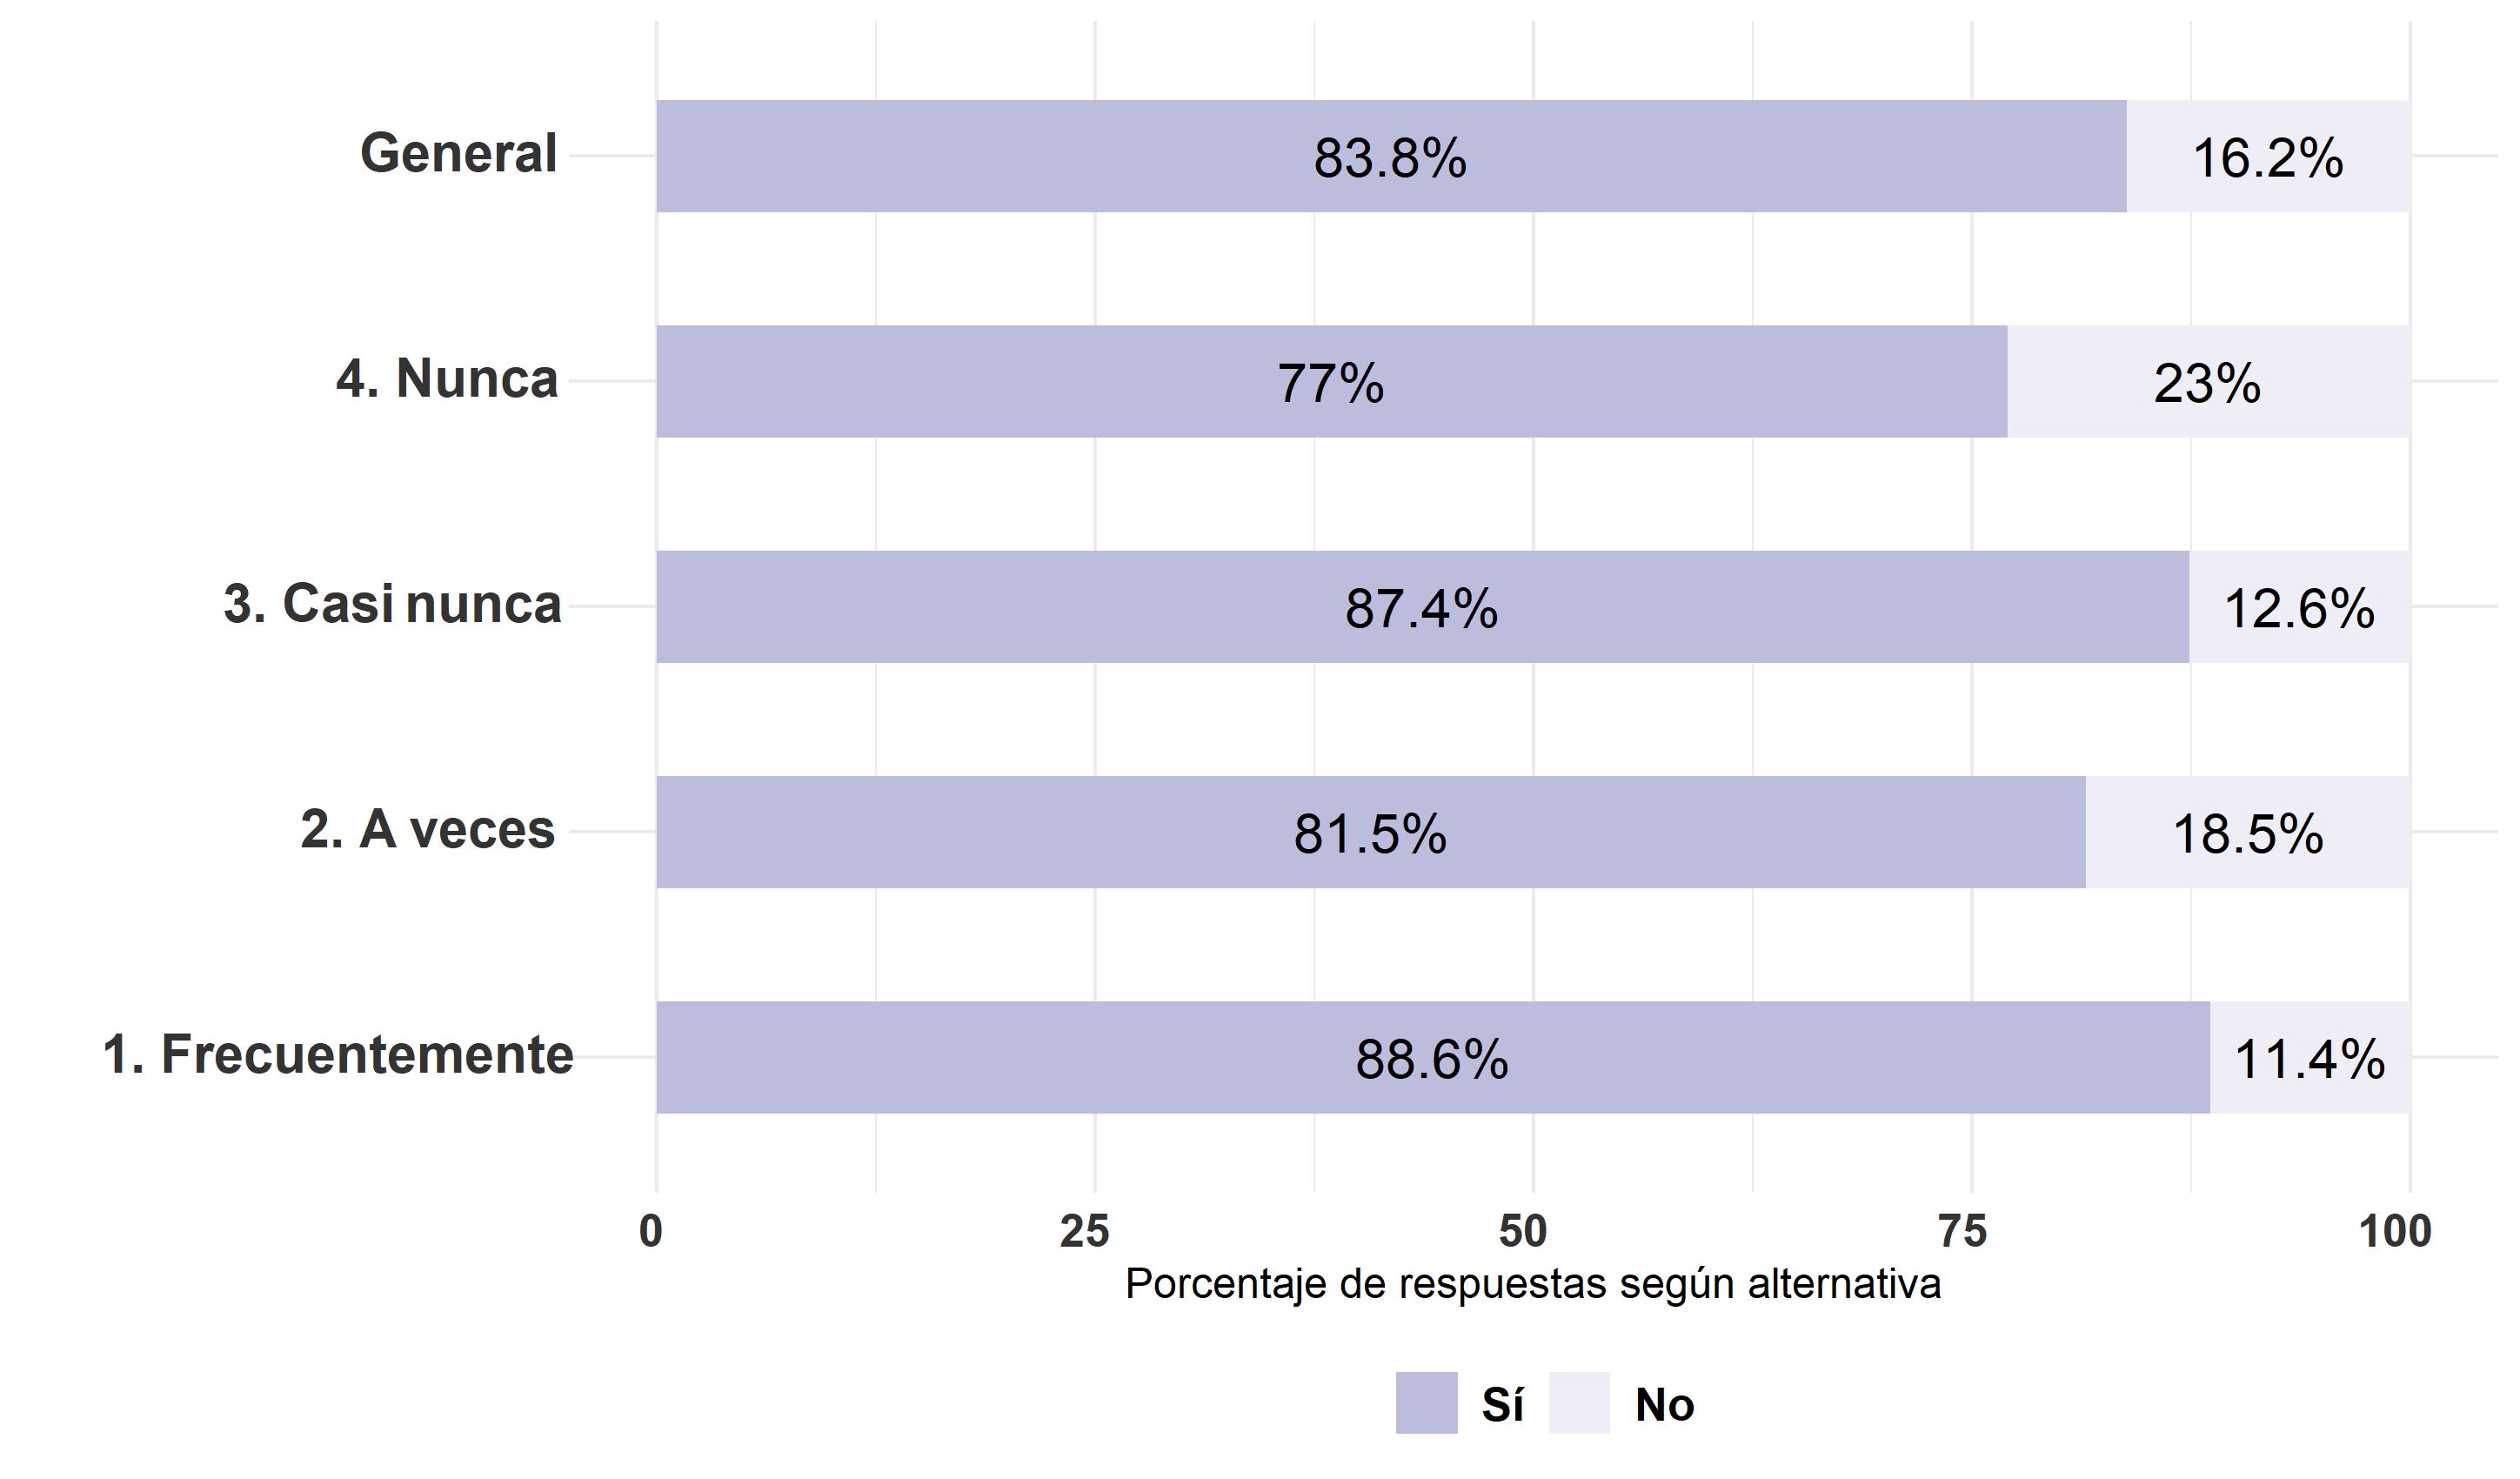 General 83.8% 16.2%
4. Nunca 77% 23%
3. Casi nunca 87.4% 12.6%
2. A veces 81.5% 18.5%
1. Frecuentemente 88.6% 11.4%
0 25 50 75 100
Porcentaje de respuestas según alternativa
Sí No